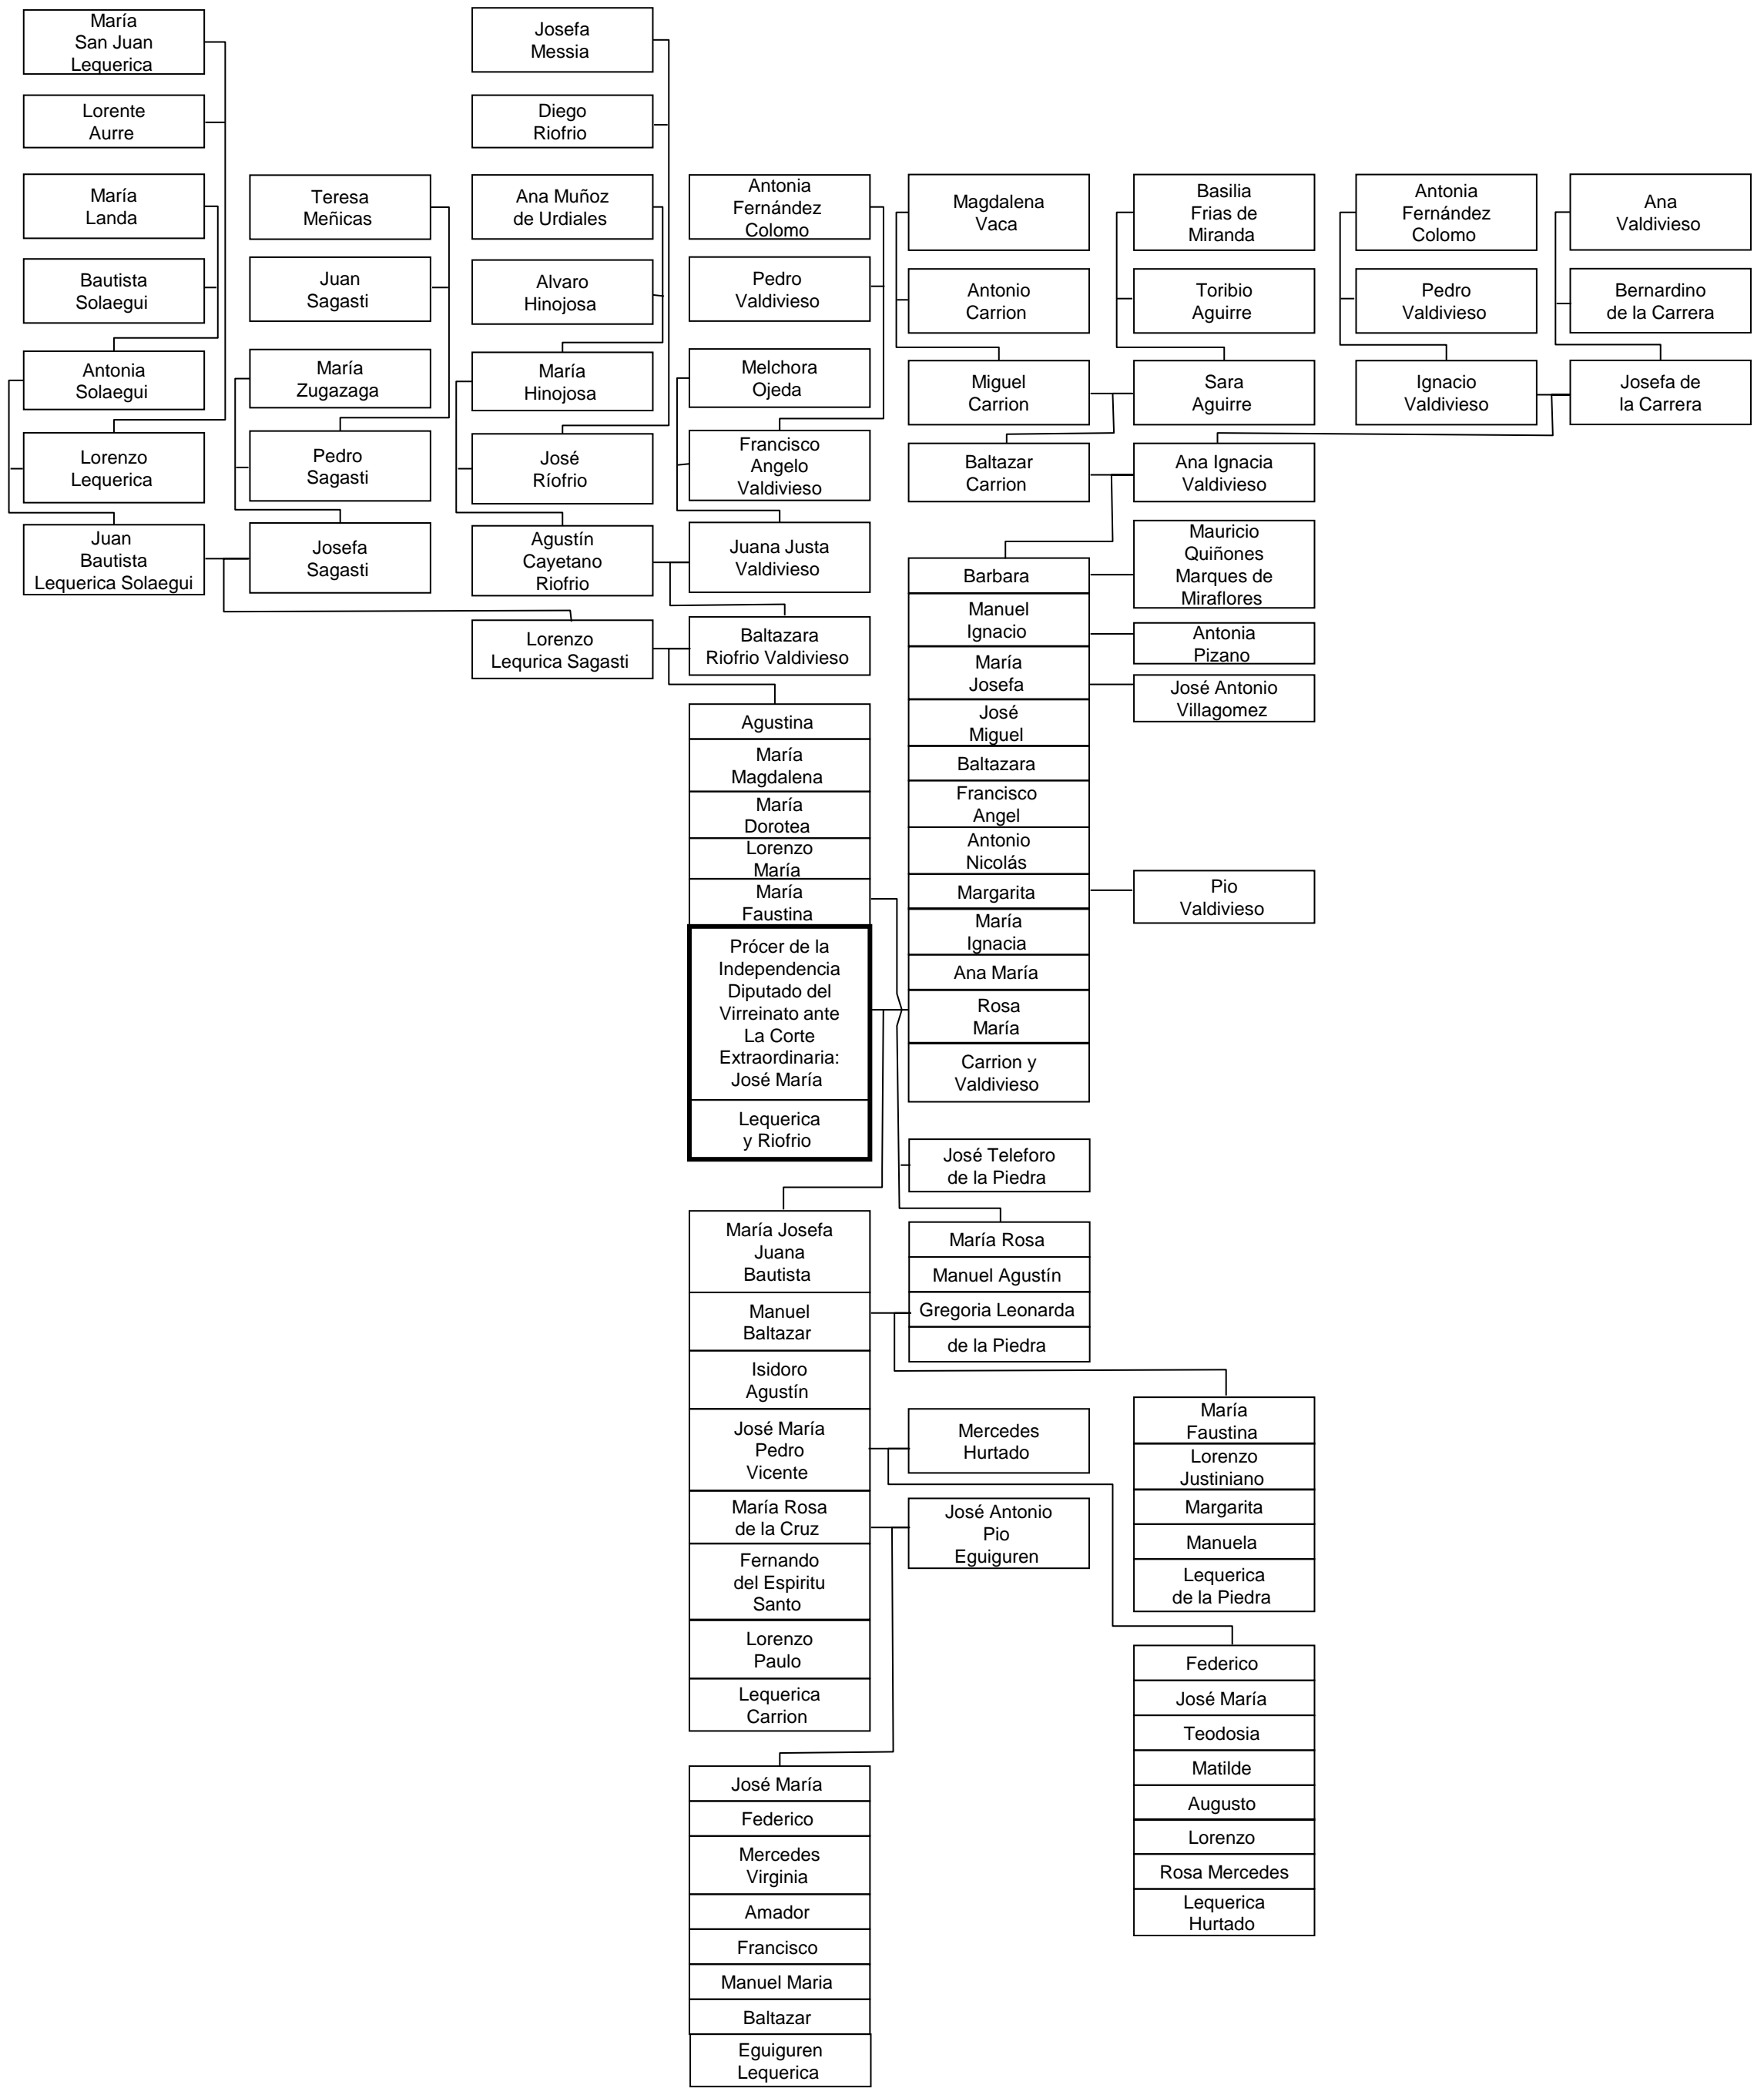 María
San Juan
Lequerica
Josefa
Messia
Lorente
Aurre
Diego
Riofrio
María
Landa
Teresa
Meñicas
Ana Muñoz
de Urdiales
Antonia
Fernández
Colomo
Magdalena
Vaca
Basilia
Frias de
Miranda
Antonia
Fernández
Colomo
Ana
Valdivieso
Bautista
Solaegui
Juan
Sagasti
Alvaro
Hinojosa
Pedro
Valdivieso
Antonio
Carrion
Toribio
Aguirre
Pedro
Valdivieso
Bernardino
de la Carrera
Antonia
Solaegui
María
Zugazaga
María
Hinojosa
Melchora
Ojeda
Miguel
Carrion
Sara
Aguirre
Ignacio
Valdivieso
Josefa de
la Carrera
Lorenzo
Lequerica
Pedro
Sagasti
José
Ríofrio
Francisco
Angelo
Valdivieso
Baltazar
Carrion
Ana Ignacia
Valdivieso
Juan
Bautista
Lequerica Solaegui
Josefa
Sagasti
Agustín
Cayetano
Riofrio
Juana Justa
Valdivieso
Barbara
Mauricio
Quiñones
Marques de
Miraflores
Manuel
Ignacio
Antonia
Pizano
María
Josefa
José Antonio
Villagomez
José
Miguel
Baltazara
Francisco
Angel
Antonio
Nicolás
Margarita
Pio
Valdivieso
María
Ignacia
Ana María
Rosa
María
Carrion y
Valdivieso
Lorenzo
Lequrica Sagasti
Baltazara
Riofrio Valdivieso
Agustina
María
Magdalena
María
Dorotea
Lorenzo
María
María
Faustina
Prócer de la
Independencia
Diputado del
Virreinato ante
La Corte
Extraordinaria:
José María
Lequerica
y Riofrio
José Teleforo
de la Piedra
María Rosa
Manuel Agustín
Gregoria Leonarda
de la Piedra
María Josefa
Juana
Bautista
Manuel
Baltazar
Isidoro
Agustín
José María
Pedro
Vicente
María Rosa
de la Cruz
Fernando
del Espiritu
Santo
Lorenzo
Paulo
Lequerica
Carrion
Mercedes
Hurtado
José Antonio
Pio
Eguiguren
María
Faustina
Lorenzo
Justiniano
Margarita
Manuela
Lequerica
de la Piedra
Federico
José María
Teodosia
Matilde
Augusto
Lorenzo
Rosa Mercedes
Lequerica
Hurtado
José María
Federico
Mercedes
Virginia
Amador
Francisco
Manuel Maria
Baltazar
Eguiguren
Lequerica